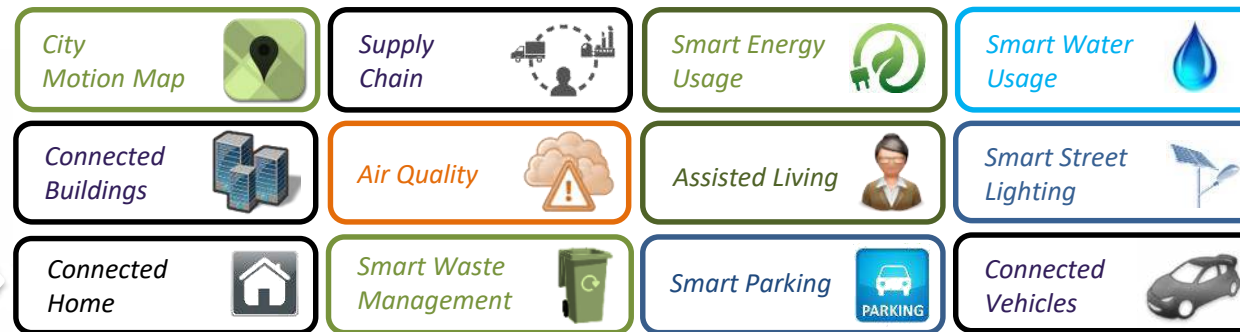 City
Motion Map
Supply
Chain
Smart Energy
Usage
Smart Water
Usage
Connected
Buildings
Air Quality
Assisted Living
Smart Street
Lighting
Connected
Home
Smart Waste
Management
Smart Parking
PARKING
Connected
Vehicles